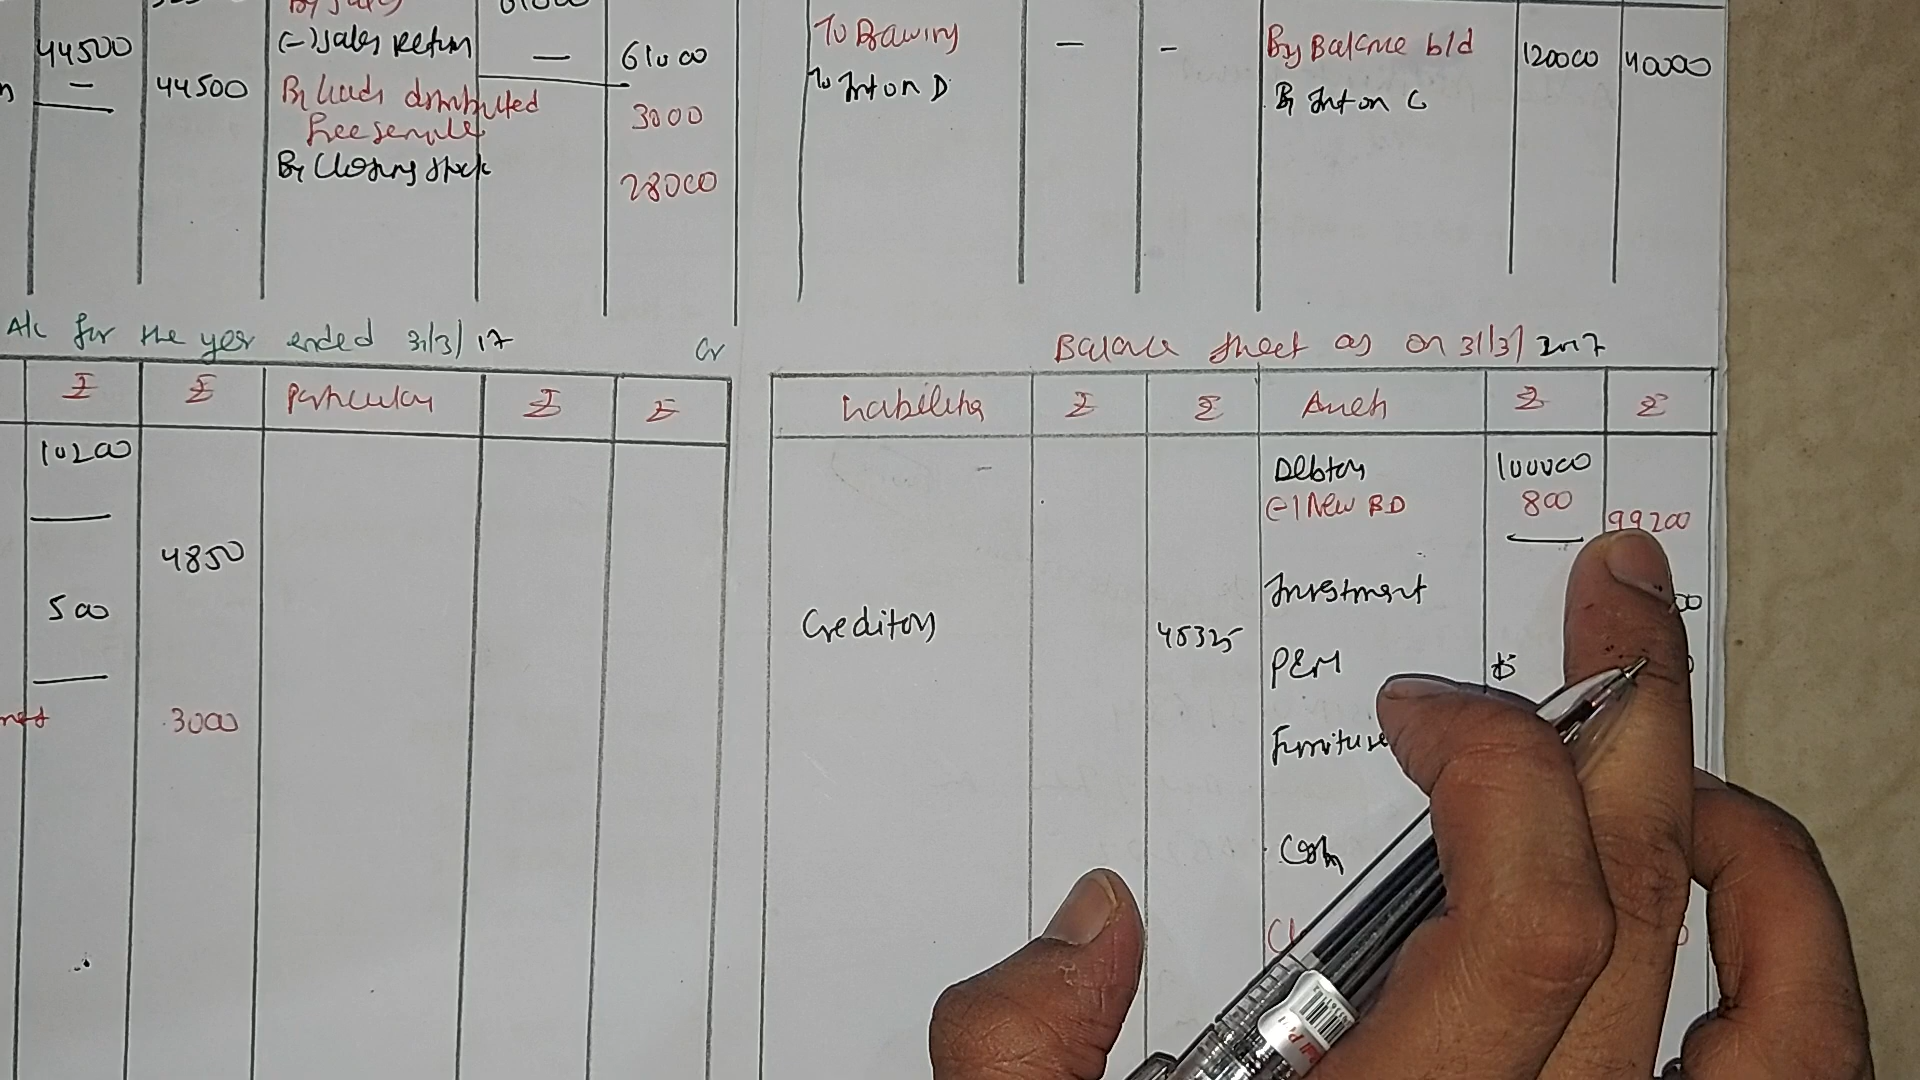 44500
(-) Sales Return — 61000
— 44500
By Goods distributed 3000
free sample
By Closing stock 28000
To Drawing — -
To Int on D
By Balance b/d 120000 40000
By Int on C
A/c for the year ended 31/3/17 Cr
₹ ₹ Particular ₹ ₹
10200
4850
500
3000
Balance sheet as on 31/3/2017
Liabilities ₹ ₹ Assets ₹ ₹
Debtors 100000
(-) New BD 800 99200
Investment
Creditors 45325
P&M
Furniture
Cash